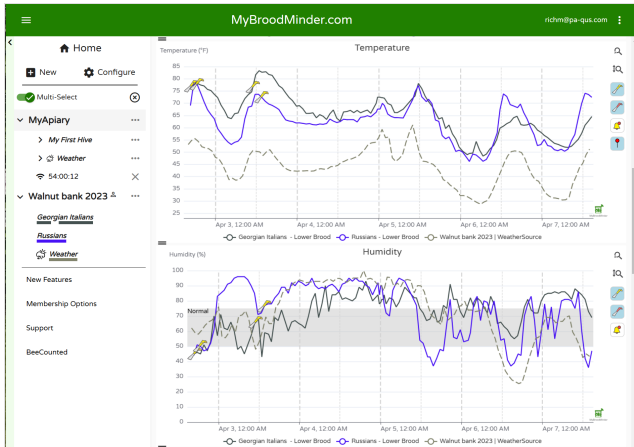 MyBroodMinder.com
richm@pa-qus.com
Home
New
Configure
Multi-Select
MyApiary
My First Hive
Weather
54:00:12
Walnut bank 2023
Georgian Italians
Russians
Weather
New Features
Membership Options
Support
BeeCounted
Temperature (°F)
Temperature
85
80
75
70
65
60
55
50
45
40
35
30
25
Apr 3, 12:00 AM
Apr 4, 12:00 AM
Apr 5, 12:00 AM
Apr 6, 12:00 AM
Apr 7, 12:00 AM
Georgian Italians - Lower Brood
Russians - Lower Brood
Walnut bank 2023 | WeatherSource
Humidity (%)
Humidity
100
90
80
70
60
50
40
30
20
10
0
Normal
Apr 3, 12:00 AM
Apr 4, 12:00 AM
Apr 5, 12:00 AM
Apr 6, 12:00 AM
Apr 7, 12:00 AM
Georgian Italians - Lower Brood
Russians - Lower Brood
Walnut bank 2023 | WeatherSource